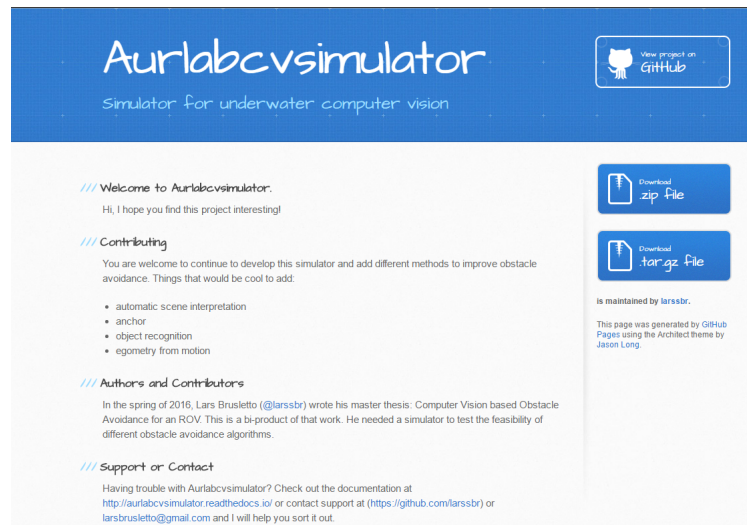 Aurlabcvsimulator
Simulator for underwater computer vision
View project on
GitHub
/// Welcome to Aurlabcvsimulator.
Hi, I hope you find this project interesting!
/// Contributing
You are welcome to continue to develop this simulator and add different methods to improve obstacle
avoidance. Things that would be cool to add:
• automatic scene interpretation
• anchor
• object recognition
• egometry from motion
/// Authors and Contributors
In the spring of 2016, Lars Brusletto (@larssbr) wrote his master thesis: Computer Vision based Obstacle
Avoidance for an ROV. This is a bi-product of that work. He needed a simulator to test the feasibility of
different obstacle avoidance algorithms.
/// Support or Contact
Having trouble with Aurlabcvsimulator? Check out the documentation at
http://aurlabcvsimulator.readthedocs.io/ or contact support at (https://github.com/larssbr) or
larsbrusletto@gmail.com and I will help you sort it out.
Download
.zip file
Download
.tar.gz file
is maintained by larssbr.
This page was generated by GitHub
Pages using the Architect theme by
Jason Long.